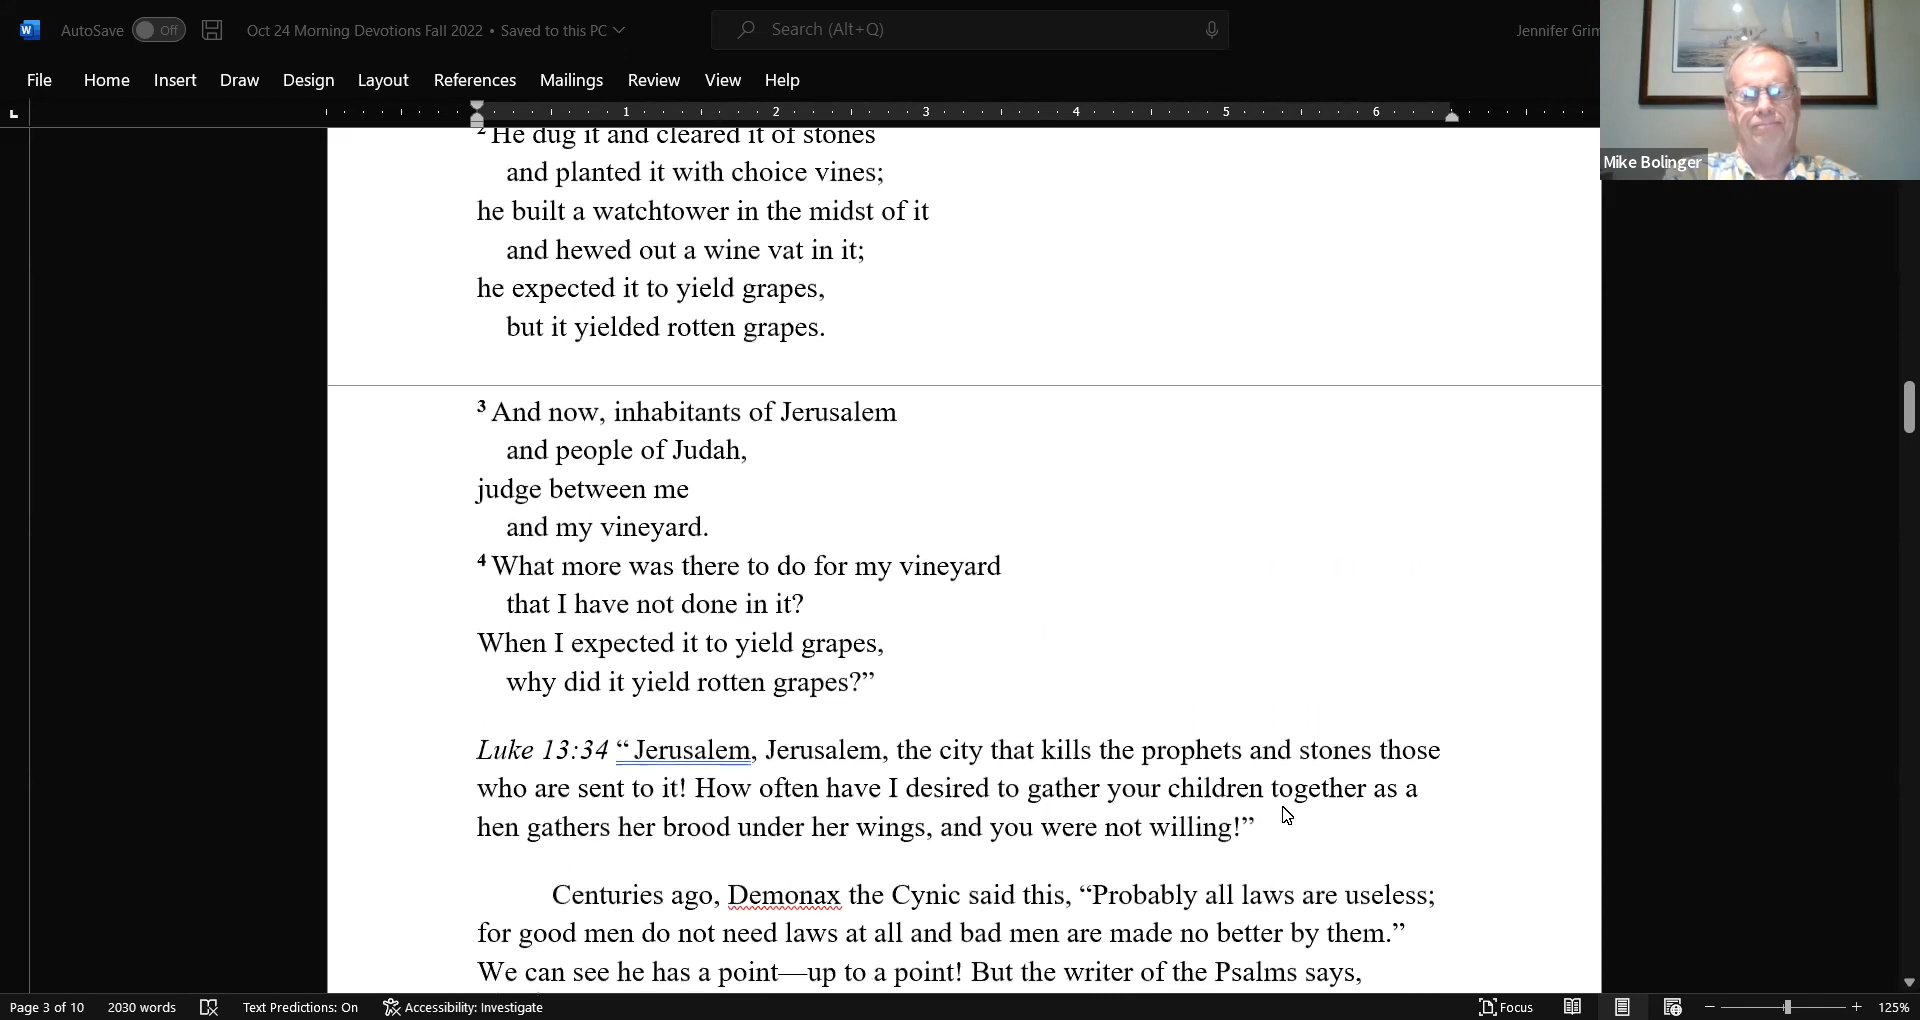 AutoSave Off Oct 24 Morning Devotions Fall 2022 • Saved to this PC Search (Alt+Q) Jennifer Grim
File Home Insert Draw Design Layout References Mailings Review View Help
1 2 3 4 5 6
Mike Bolinger
2 He dug it and cleared it of stones
and planted it with choice vines;
he built a watchtower in the midst of it
and hewed out a wine vat in it;
he expected it to yield grapes,
but it yielded rotten grapes.
3 And now, inhabitants of Jerusalem
and people of Judah,
judge between me
and my vineyard.
4 What more was there to do for my vineyard
that I have not done in it?
When I expected it to yield grapes,
why did it yield rotten grapes?”
Luke 13:34 “ Jerusalem, Jerusalem, the city that kills the prophets and stones those
who are sent to it! How often have I desired to gather your children together as a
hen gathers her brood under her wings, and you were not willing!”
Centuries ago, Demonax the Cynic said this, “Probably all laws are useless;
for good men do not need laws at all and bad men are made no better by them.”
We can see he has a point—up to a point! But the writer of the Psalms says,
Page 3 of 10 2030 words Text Predictions: On Accessibility: Investigate Focus 125%